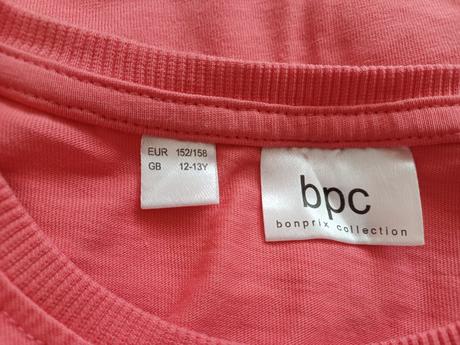 EUR 152/158
GB 12-13Y
bpc
bonprix collection